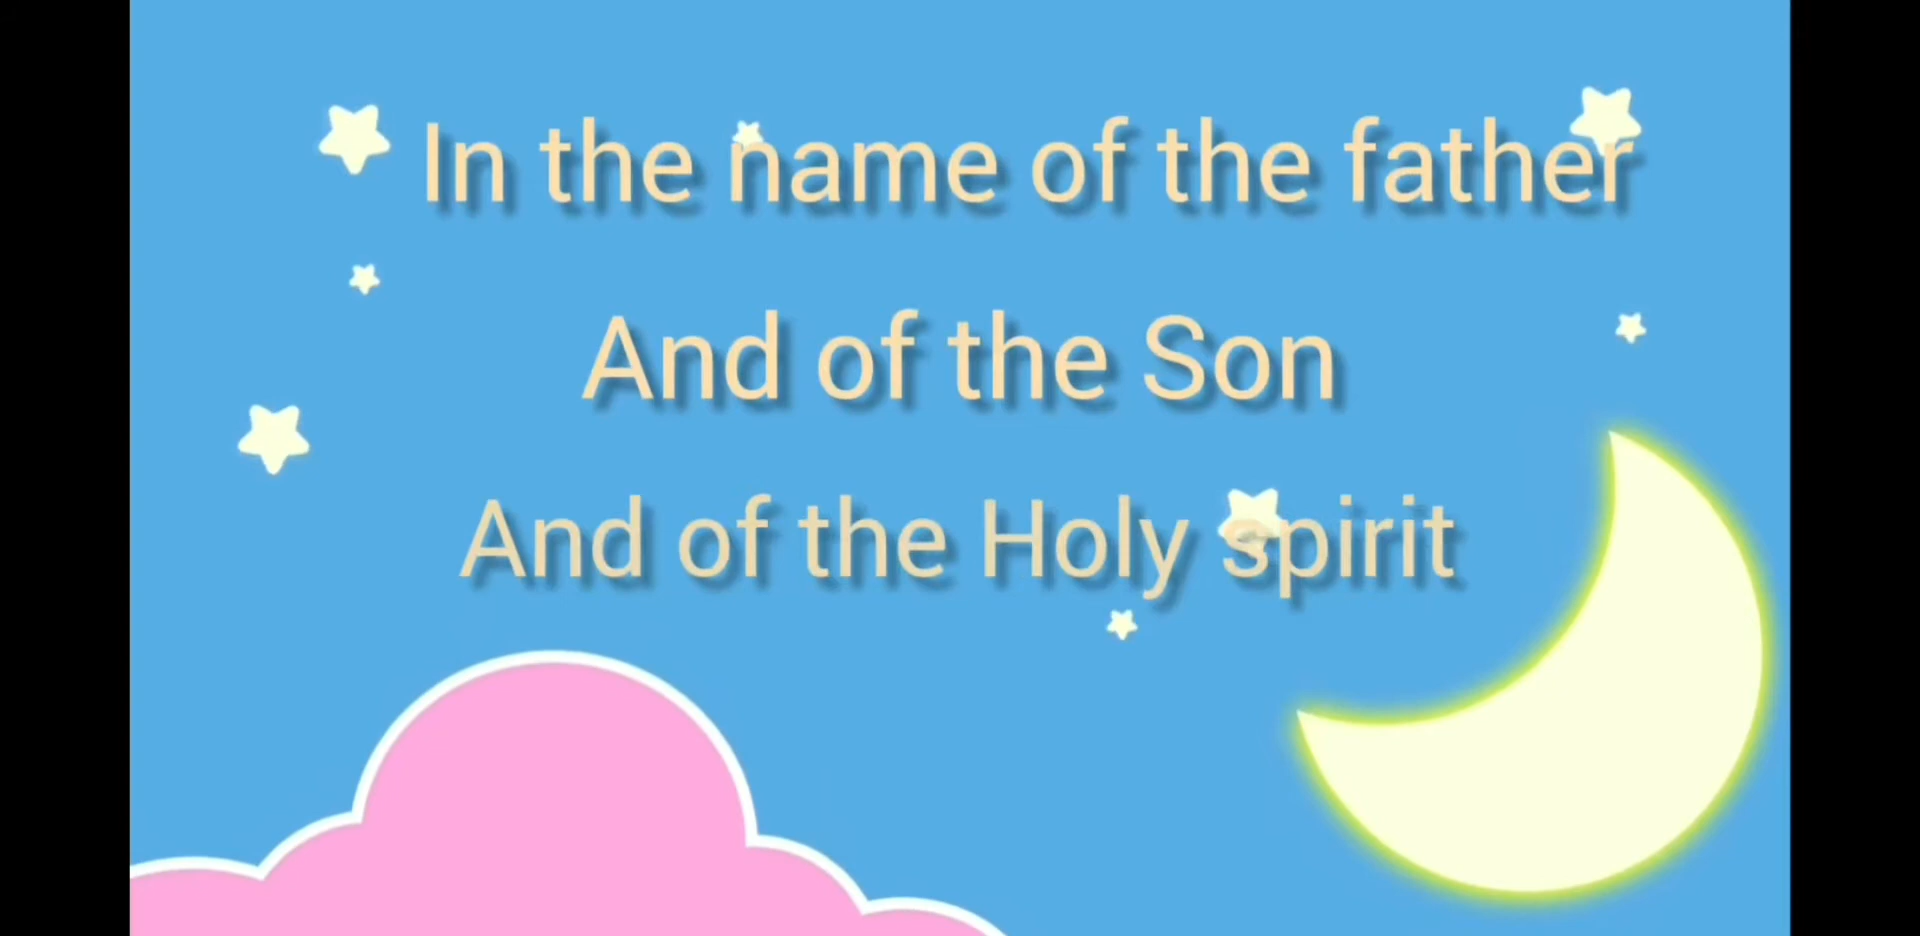 In the name of the father
And of the Son
And of the Holy spirit